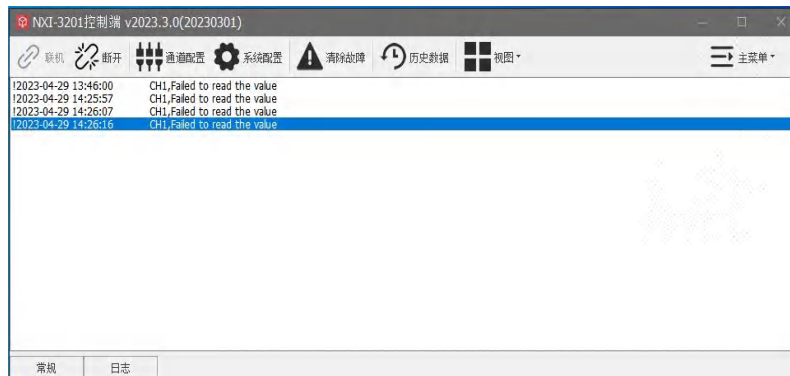 NXI-3201控制端 v2023.3.0(20230301)
联机 断开 通道配置 系统配置 清除故障 历史数据 视图 主菜单
!2023-04-29 13:46:00 CH1,Failed to read the value
!2023-04-29 14:25:57 CH1,Failed to read the value
!2023-04-29 14:26:07 CH1,Failed to read the value
!2023-04-29 14:26:16 CH1,Failed to read the value
常规 日志